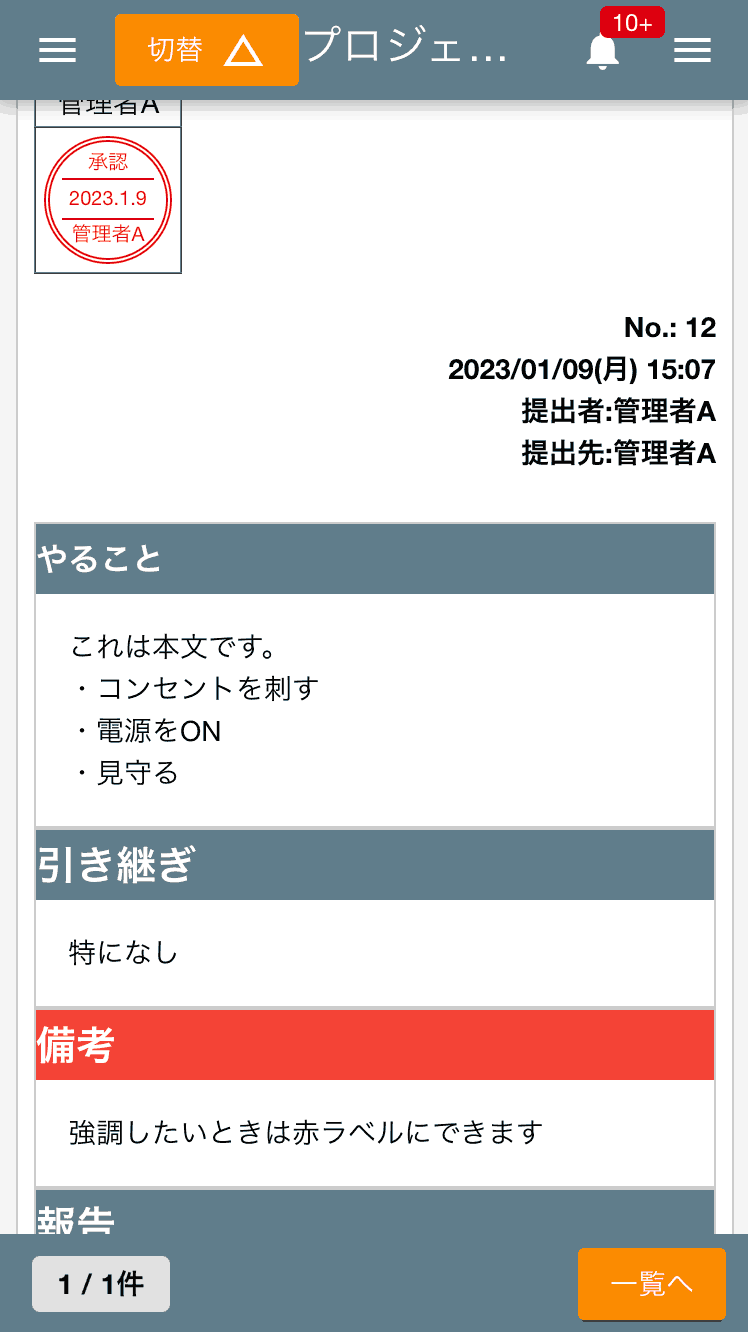 切替 プロジェ... 10+
管理者A
承認
2023.1.9
管理者A
No.: 12
2023/01/09(月) 15:07
提出者:管理者A
提出先:管理者A
やること
これは本文です。
・コンセントを刺す
・電源をON
・見守る
引き継ぎ
特になし
備考
強調したいときは赤ラベルにできます
報告
1 / 1件 一覧へ